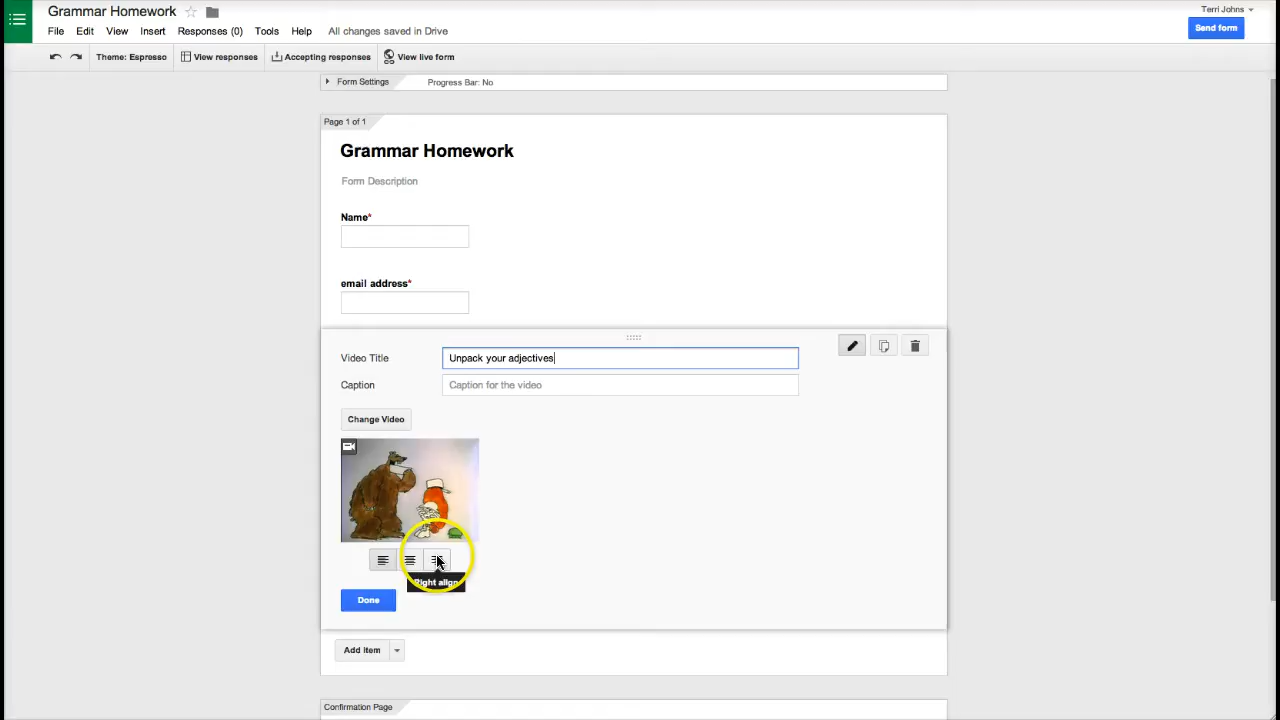 Grammar Homework
Terri Johns
File Edit View Insert Responses (0) Tools Help All changes saved in Drive
Send form
Theme: Espresso View responses Accepting responses View live form
Form Settings Progress Bar: No
Page 1 of 1
Grammar Homework
Form Description
Name*
email address*
Video Title Unpack your adjectives
Caption Caption for the video
Change Video
Right align
Done
Add Item
Confirmation Page